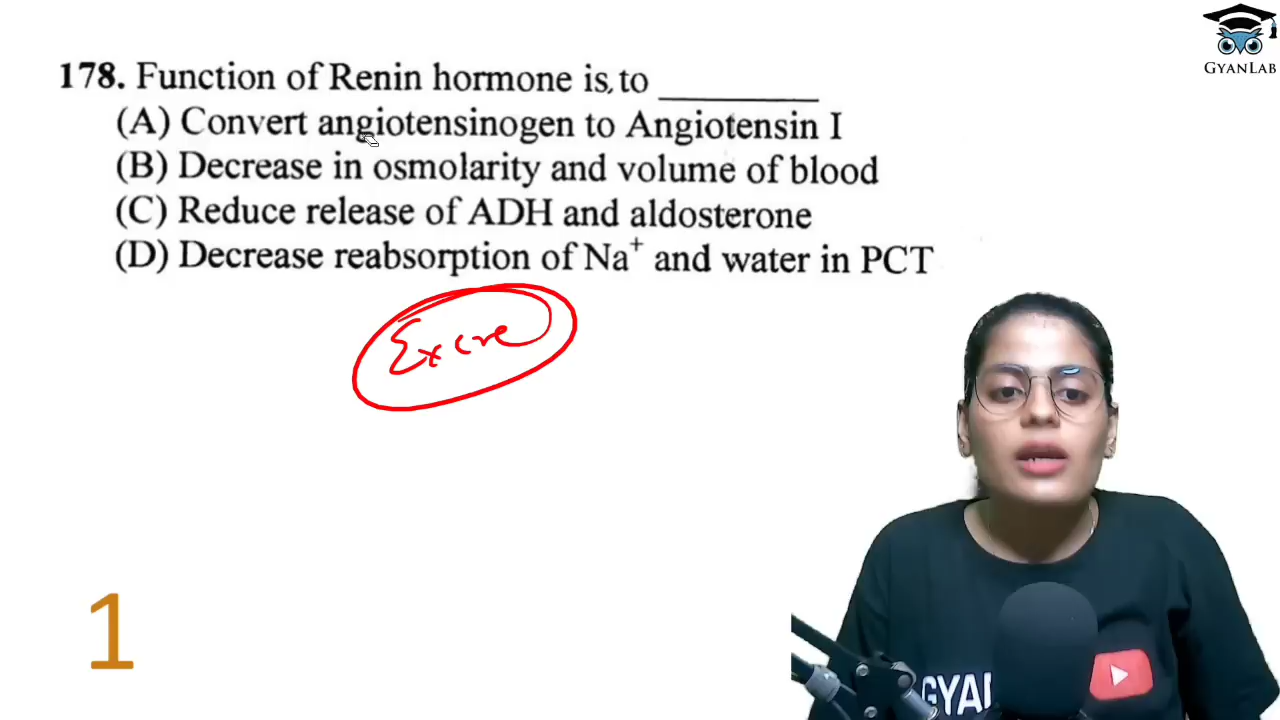 GYANLAB
178. Function of Renin hormone is, to ________
(A) Convert angiotensinogen to Angiotensin I
(B) Decrease in osmolarity and volume of blood
(C) Reduce release of ADH and aldosterone
(D) Decrease reabsorption of Na⁺ and water in PCT
Excre
1
GYAN